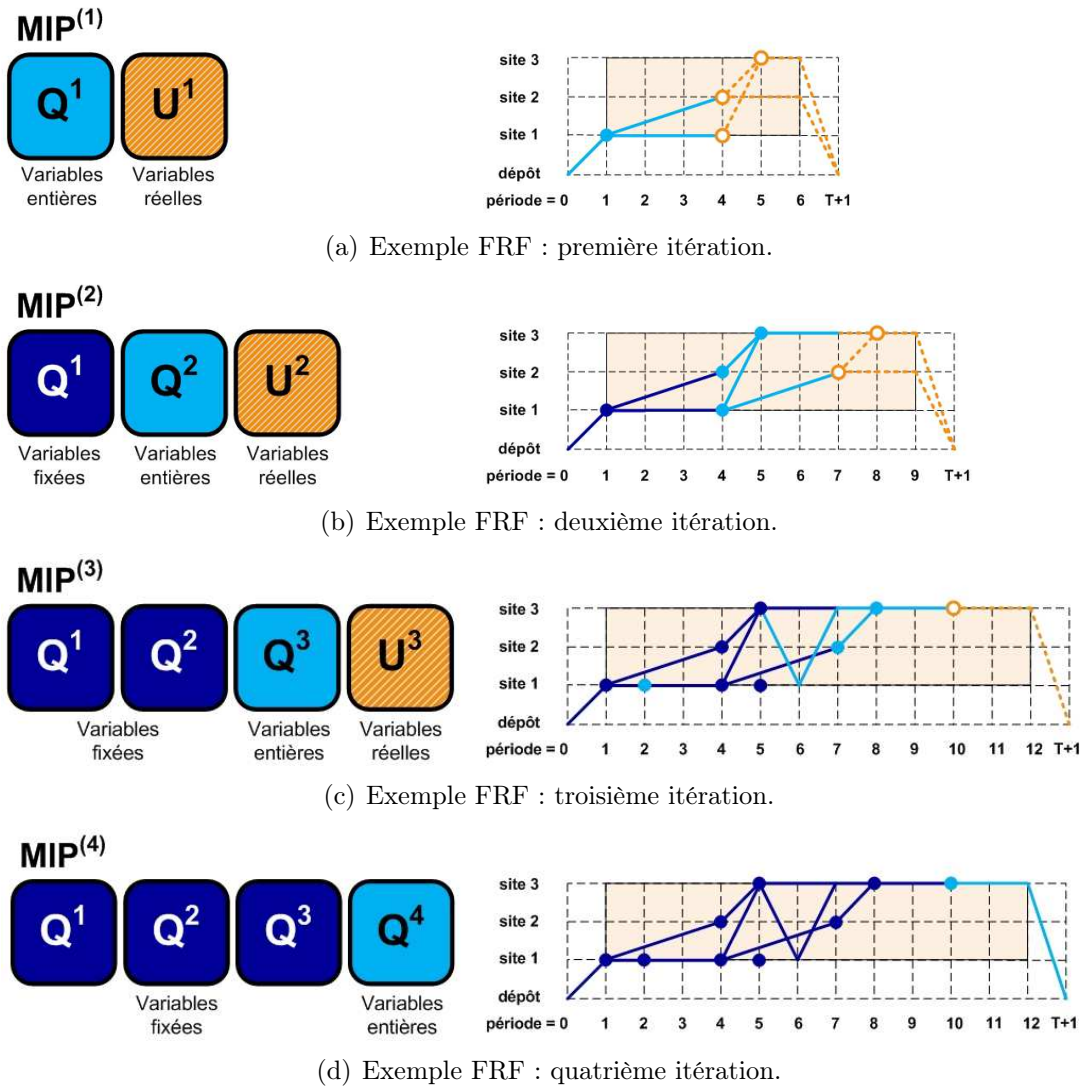 MIP(1)
Q1
U1
Variables entières
Variables réelles
site 3
site 2
site 1
dépôt
période = 0 1 2 3 4 5 6 T+1
(a) Exemple FRF : première itération.
MIP(2)
Q1
Q2
U2
Variables fixées
Variables entières
Variables réelles
site 3
site 2
site 1
dépôt
période = 0 1 2 3 4 5 6 7 8 9 T+1
(b) Exemple FRF : deuxième itération.
MIP(3)
Q1
Q2
Q3
U3
Variables fixées
Variables entières
Variables réelles
site 3
site 2
site 1
dépôt
période = 0 1 2 3 4 5 6 7 8 9 10 11 12 T+1
(c) Exemple FRF : troisième itération.
MIP(4)
Q1
Q2
Q3
Q4
Variables fixées
Variables entières
site 3
site 2
site 1
dépôt
période = 0 1 2 3 4 5 6 7 8 9 10 11 12 T+1
(d) Exemple FRF : quatrième itération.